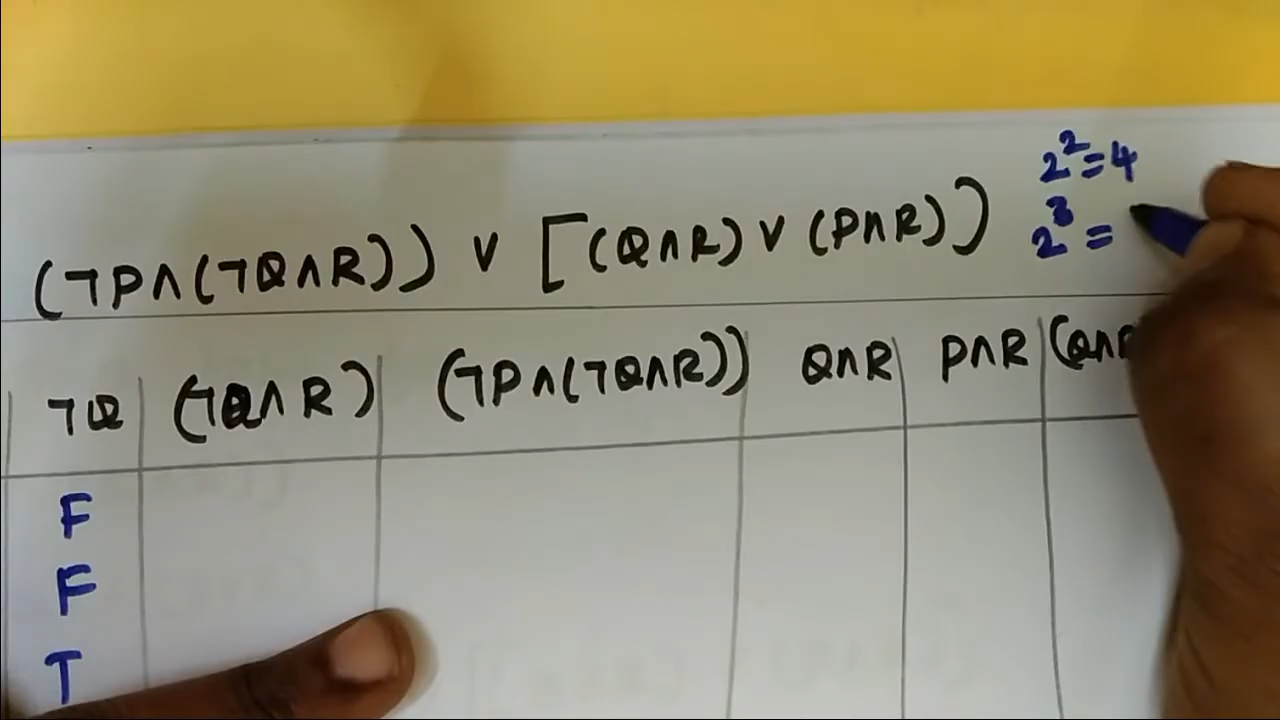 (¬P∧(¬Q∧R)) ∨ [(Q∧R) ∨ (P∧R)) 2²=4
2³ =
¬Q (¬Q∧R) (¬P∧(¬Q∧R)) Q∧R P∧R (Q∧R
F
F
T